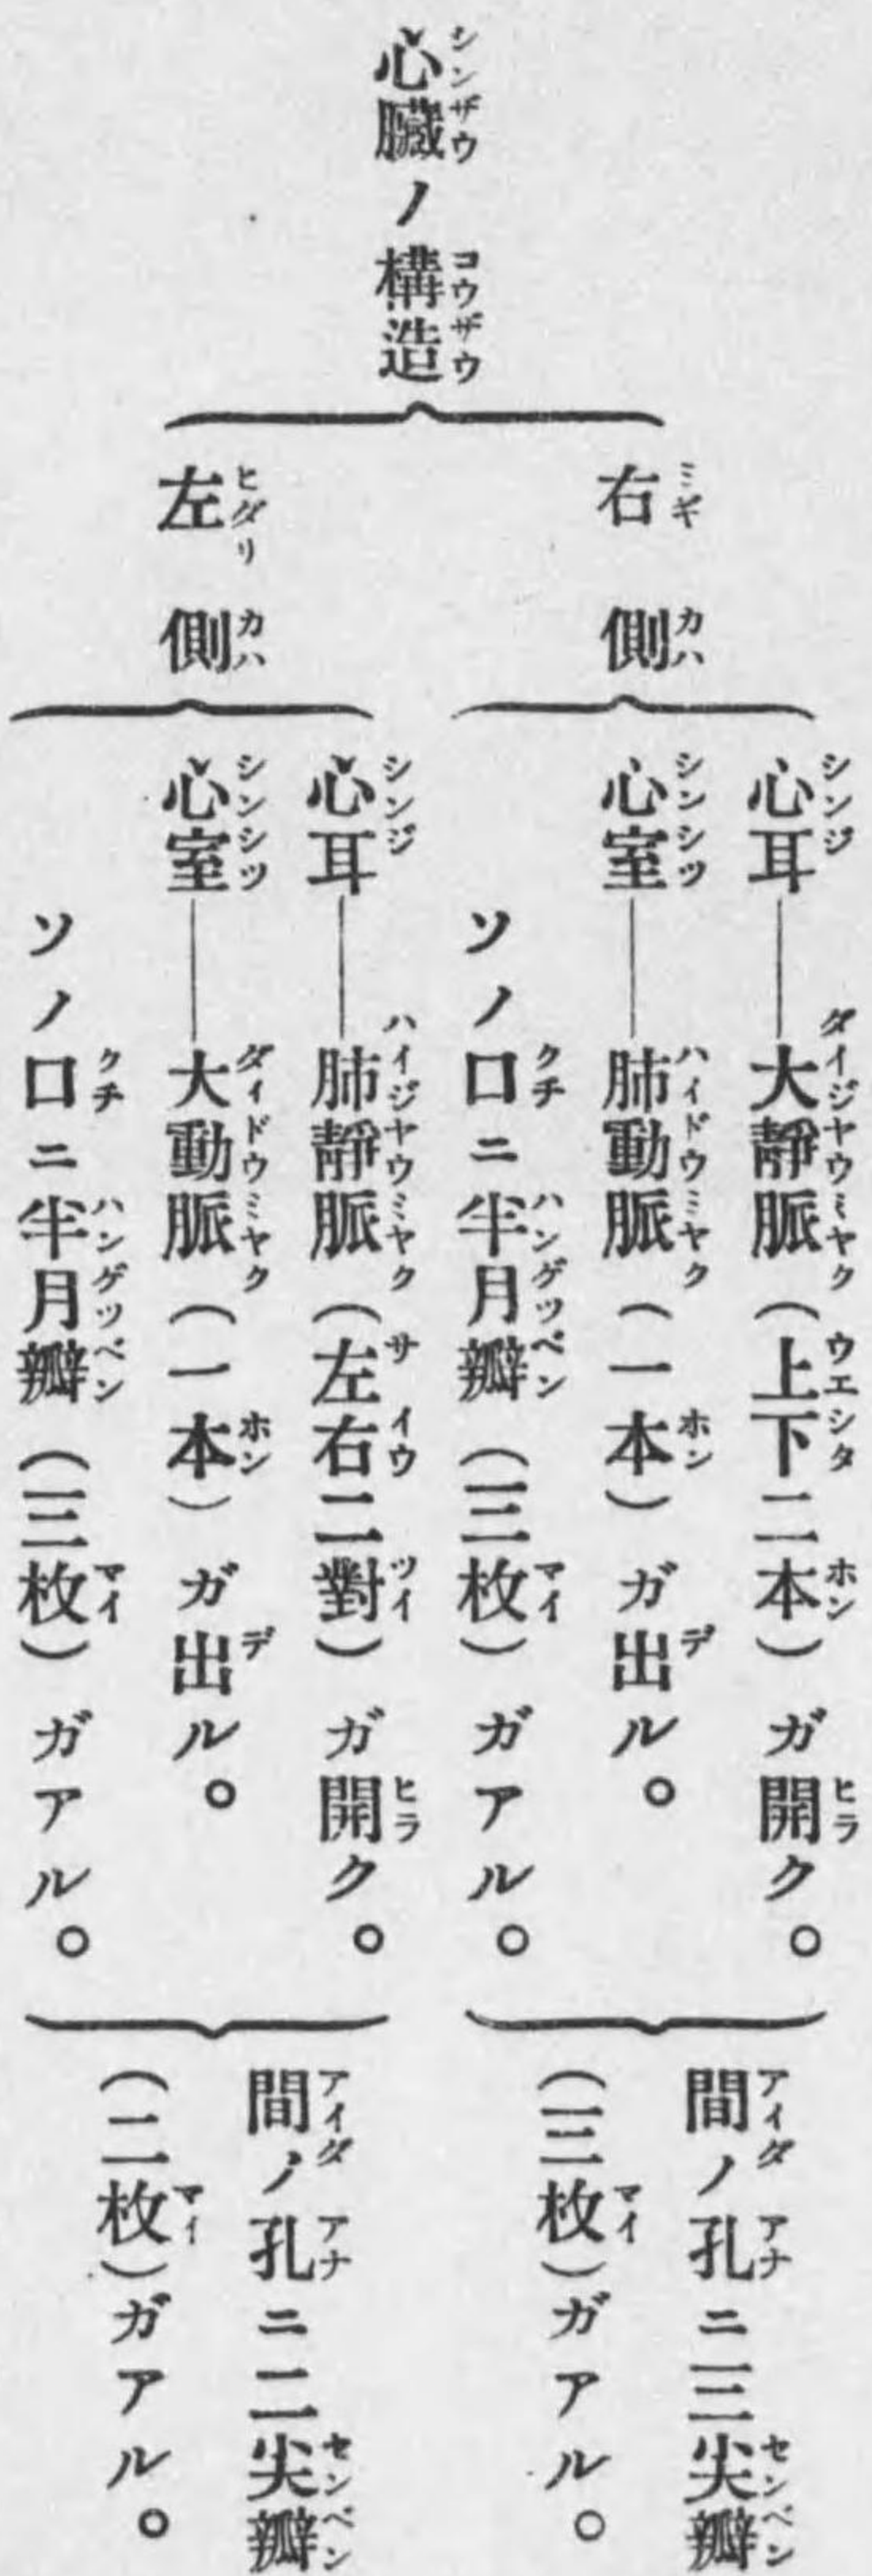 心臟ノ構造
右側
心耳――大靜脈(上下二本)ガ開ク。
心室――肺動脈(一本)ガ出ル。
ソノ口ニ半月瓣(三枚)ガアル。
間ノ孔ニ三尖瓣
(三枚)ガアル。
左側
心耳――肺靜脈(左右二對)ガ開ク。
心室――大動脈(一本)ガ出ル。
ソノ口ニ半月瓣(三枚)ガアル。
間ノ孔ニ二尖瓣
(二枚)ガアル。